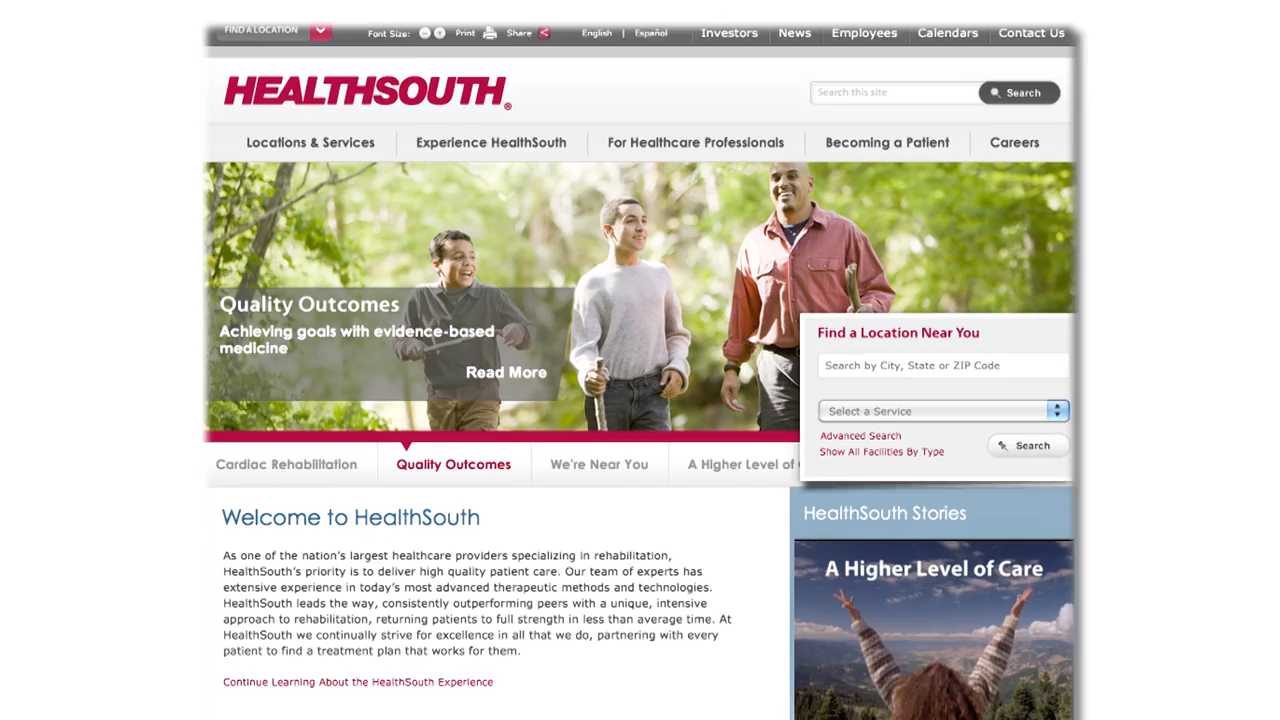 FIND A LOCATION
Font Size: Print Share English | Español Investors News Employees Calendars Contact Us
HEALTHSOUTH®
Search this site Search
Locations & Services Experience HealthSouth For Healthcare Professionals Becoming a Patient Careers
Quality Outcomes
Achieving goals with evidence-based
medicine
Read More
Find a Location Near You
Search by City, State or ZIP Code
Select a Service
Advanced Search
Show All Facilities By Type
Search
Cardiac Rehabilitation Quality Outcomes We're Near You A Higher Level of
Welcome to HealthSouth
As one of the nation's largest healthcare providers specializing in rehabilitation,
HealthSouth's priority is to deliver high quality patient care. Our team of experts has
extensive experience in today's most advanced therapeutic methods and technologies.
HealthSouth leads the way, consistently outperforming peers with a unique, intensive
approach to rehabilitation, returning patients to full strength in less than average time. At
HealthSouth we continually strive for excellence in all that we do, partnering with every
patient to find a treatment plan that works for them.
Continue Learning About the HealthSouth Experience
HealthSouth Stories
A Higher Level of Care